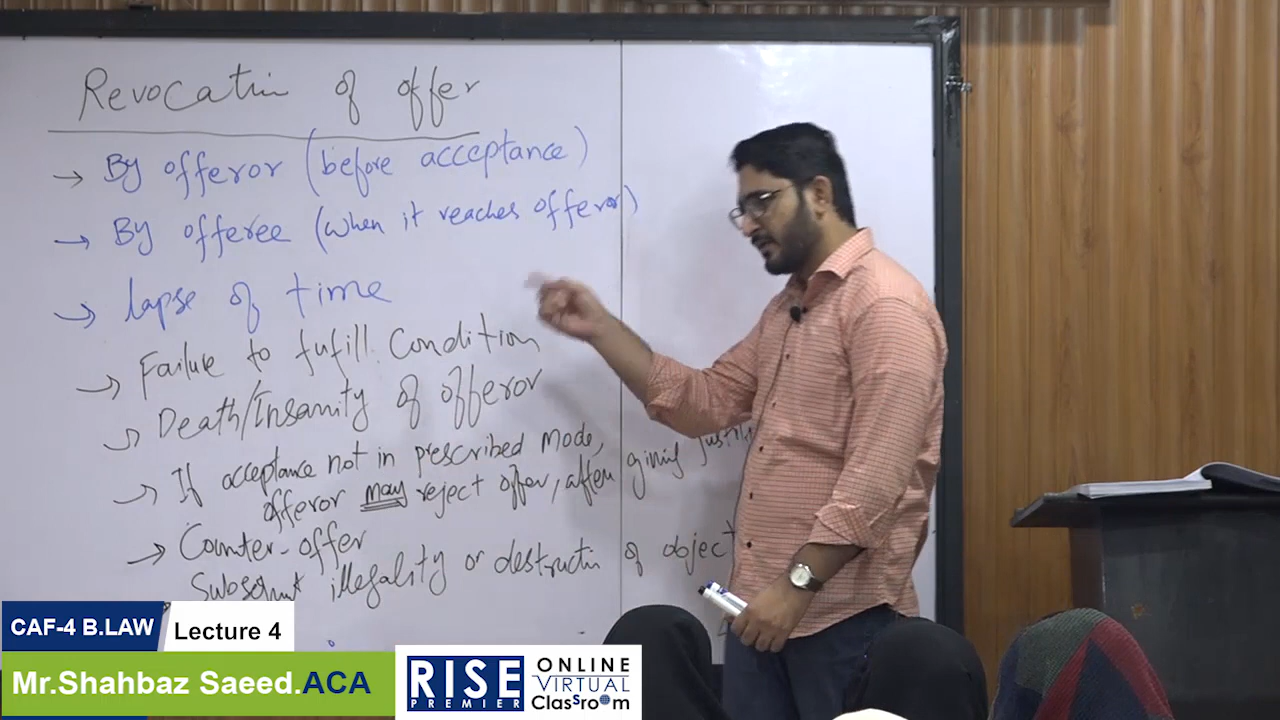 Revocation of offer
→ By offeror (before acceptance)
→ By offeree (when it reaches offeror)
→ lapse of time
→ Failure to fufill Condition
→ Death/Insanity of offeror
→ If acceptance not in prescribed mode,
offeror may reject offer, after giving
→ Counter-offer
illegality or destructin of object
CAF-4 B.LAW
Lecture 4
Mr.Shahbaz Saeed.ACA
RISE
PREMIER
ONLINE
VIRTUAL
ClasSroom